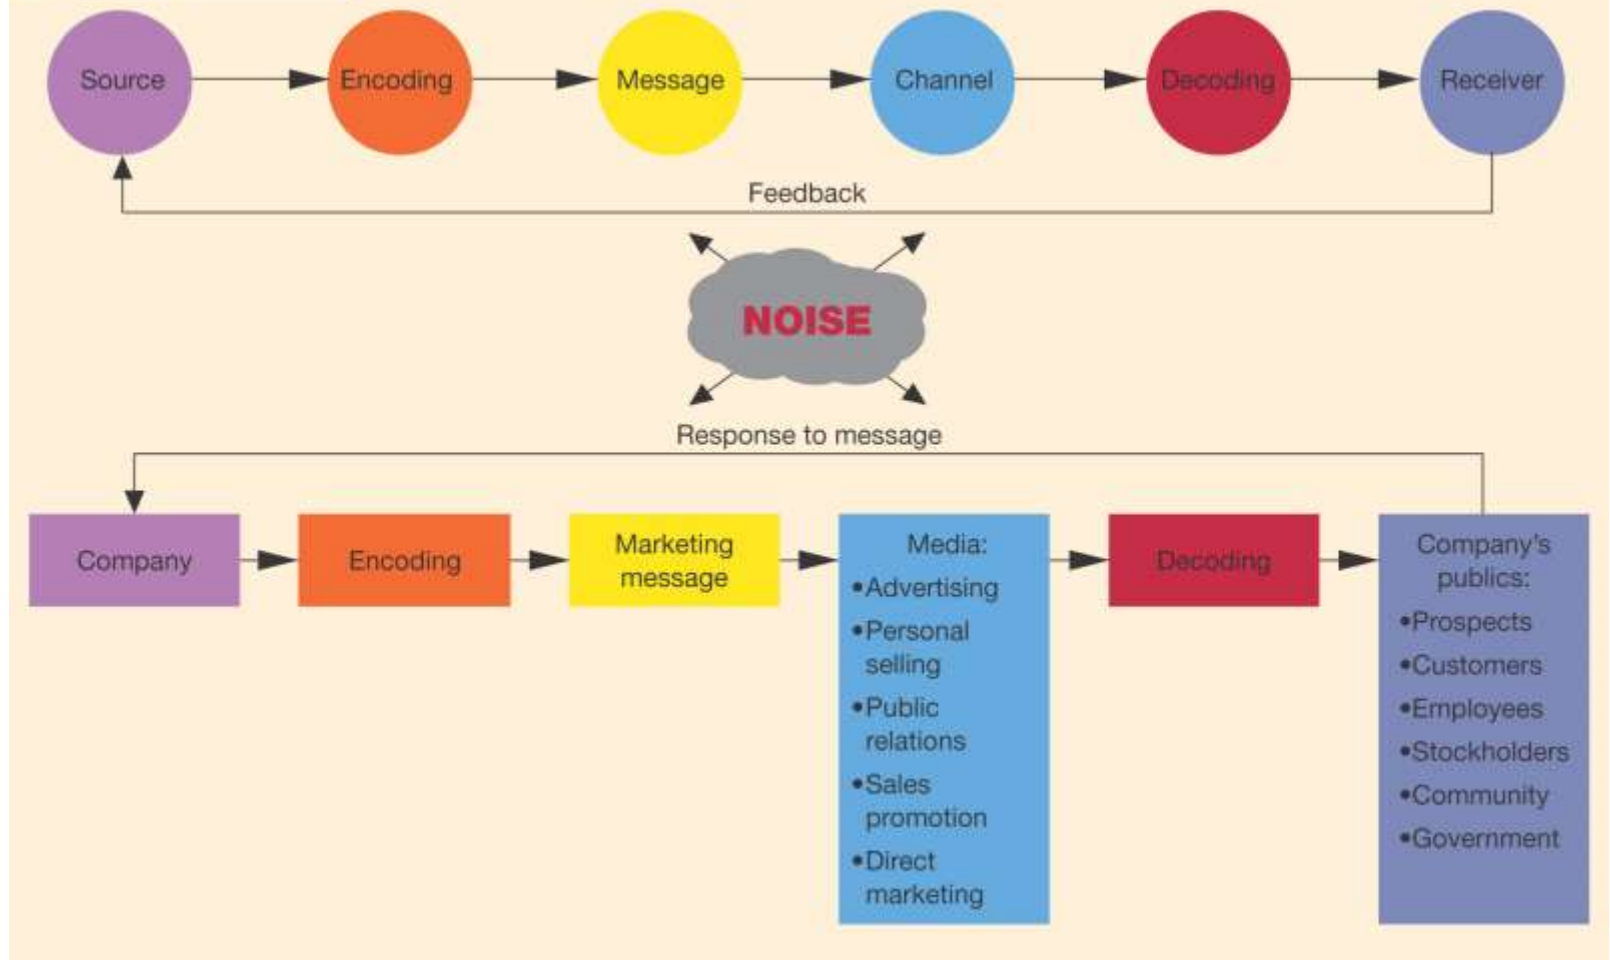 Source
Encoding
Message
Channel
Decoding
Receiver
Feedback
NOISE
Response to message
Company
Encoding
Marketing
message
Media:
•Advertising
•Personal
selling
•Public
relations
•Sales
promotion
•Direct
marketing
Decoding
Company's
publics:
•Prospects
•Customers
•Employees
•Stockholders
•Community
•Government